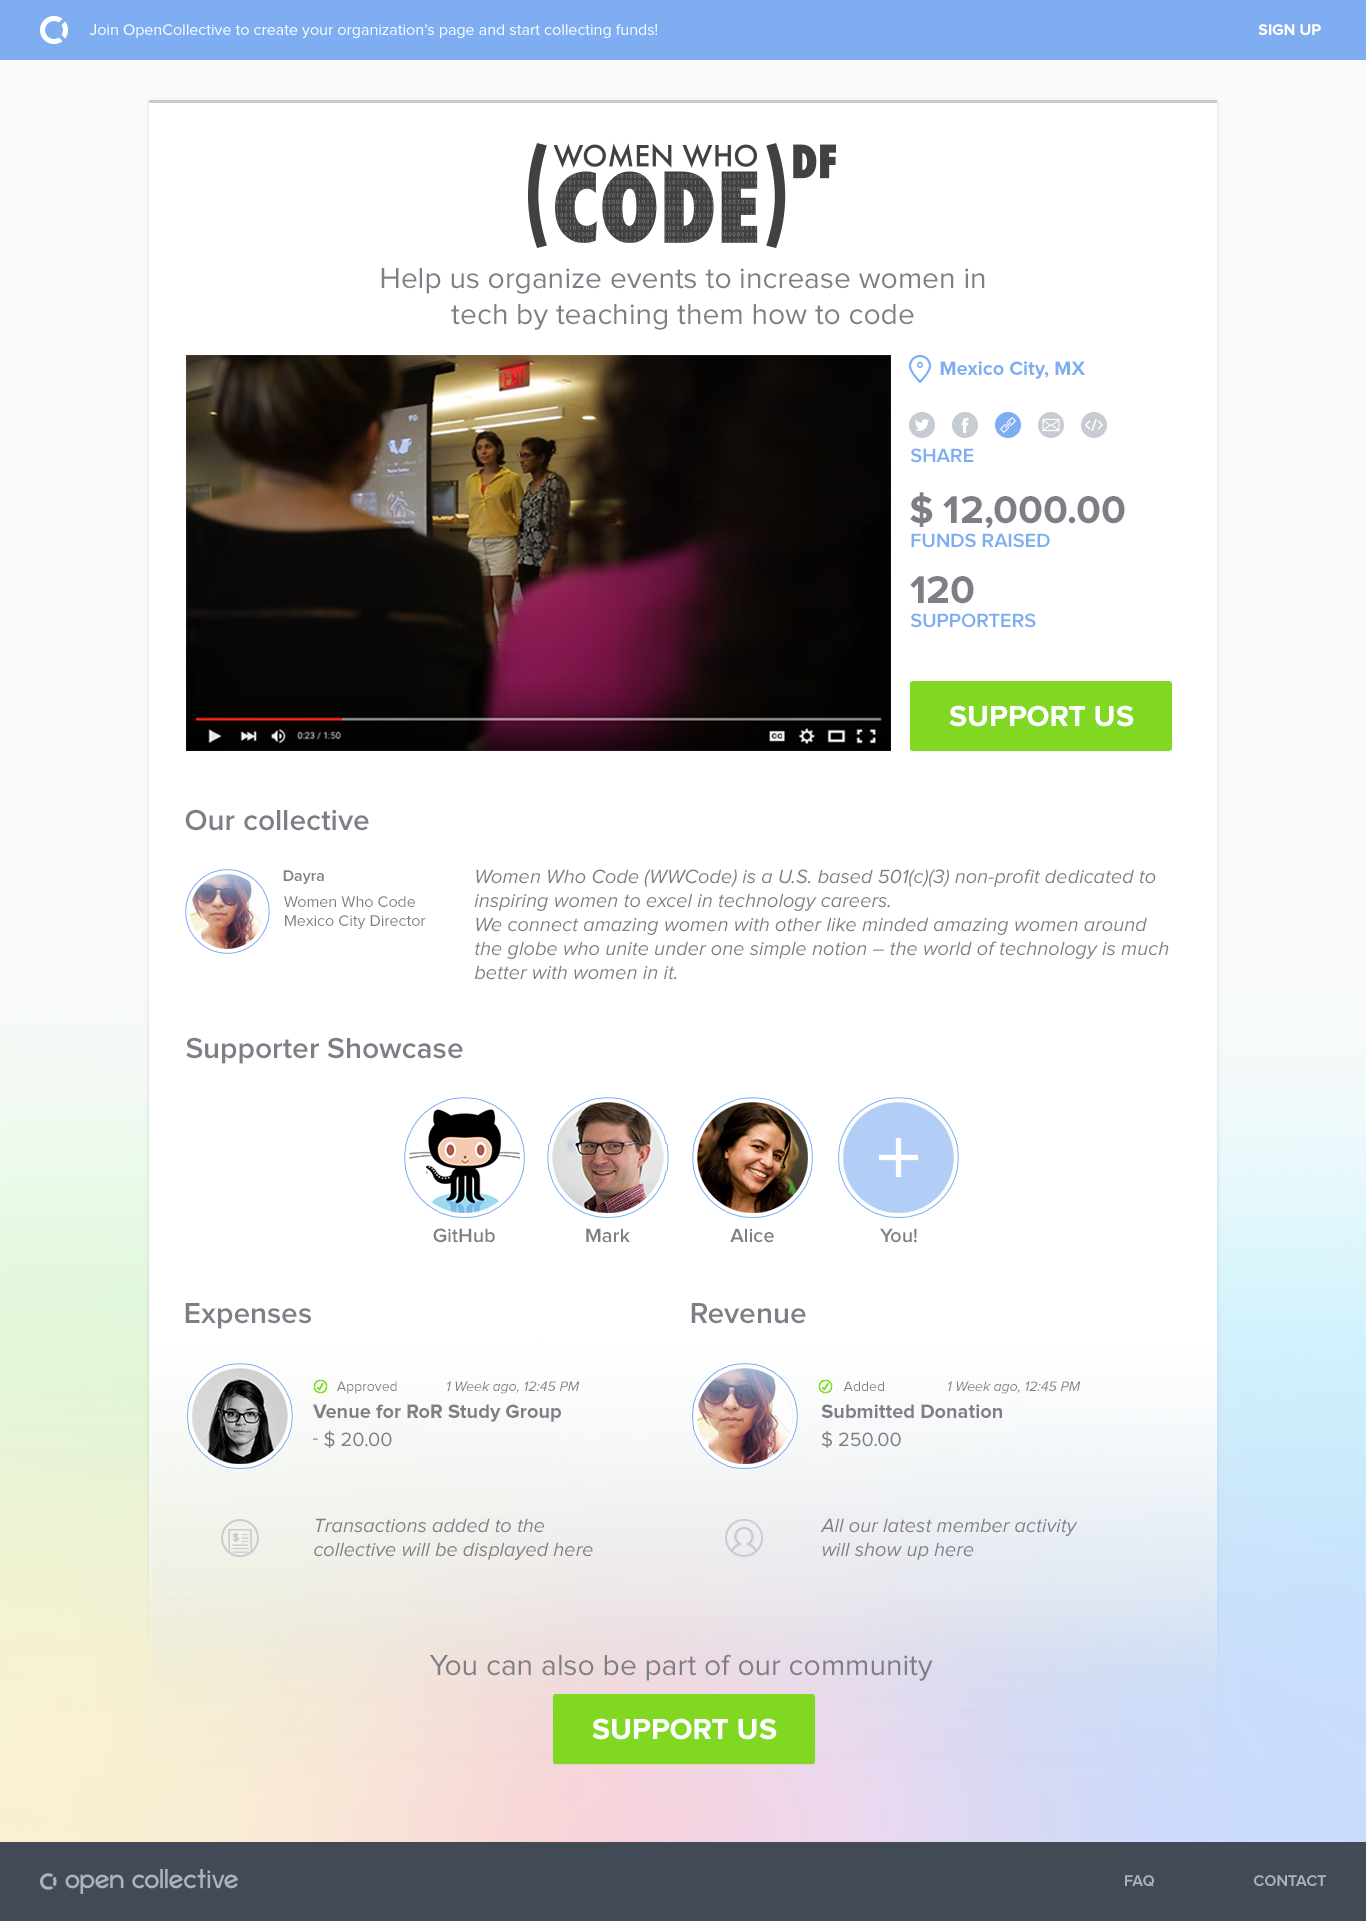 Join OpenCollective to create your organization's page and start collecting funds!
SIGN UP
(WOMEN WHO CODE) DF
Help us organize events to increase women in
tech by teaching them how to code
EXIT
0:23 / 1:50
CC
Mexico City, MX
SHARE
$ 12,000.00
FUNDS RAISED
120
SUPPORTERS
SUPPORT US
Our collective
Dayra
Women Who Code
Mexico City Director
Women Who Code (WWCode) is a U.S. based 501(c)(3) non-profit dedicated to
inspiring women to excel in technology careers.
We connect amazing women with other like minded amazing women around
the globe who unite under one simple notion – the world of technology is much
better with women in it.
Supporter Showcase
GitHub
Mark
Alice
You!
Expenses
Approved
1 Week ago, 12:45 PM
Venue for RoR Study Group
- $ 20.00
Transactions added to the
collective will be displayed here
Revenue
Added
1 Week ago, 12:45 PM
Submitted Donation
$ 250.00
All our latest member activity
will show up here
You can also be part of our community
SUPPORT US
open collective
FAQ
CONTACT